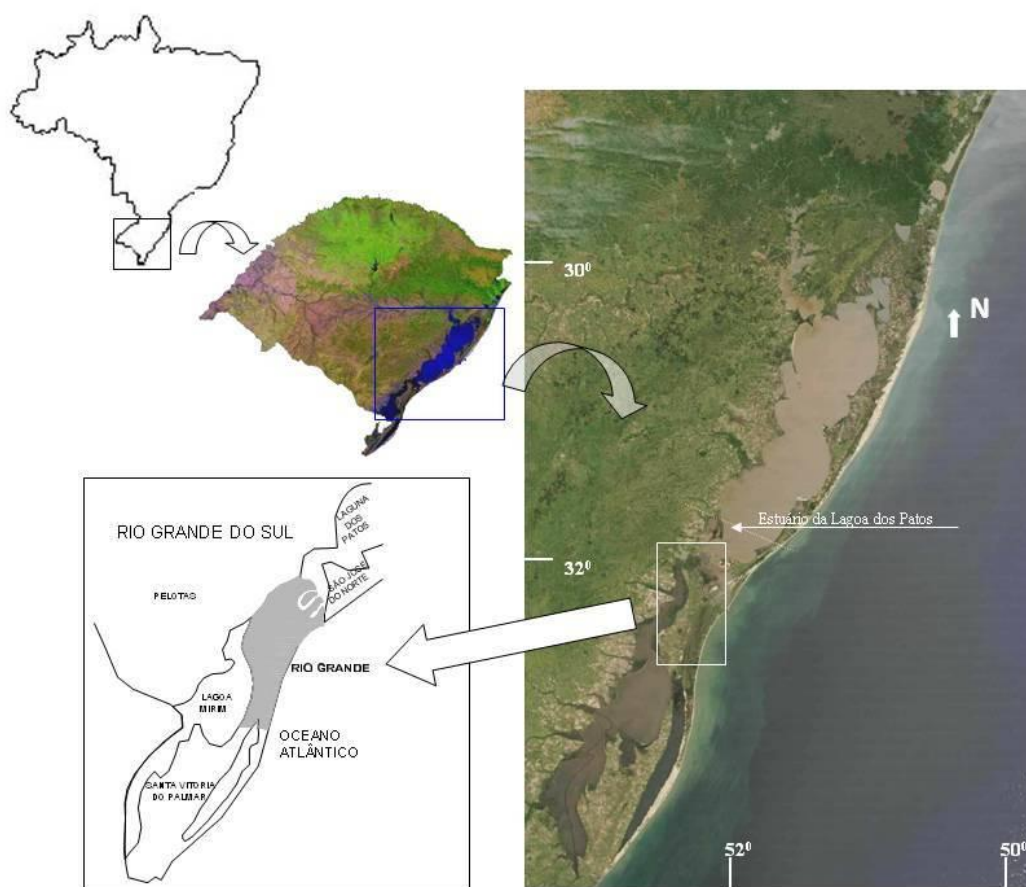 30⁰
N
Estuário da Lagoa dos Patos
32⁰
52⁰
50⁰
RIO GRANDE DO SUL
LAGUNA
DOS
PATOS
SÃO JOSÉ
DO NORTE
PELOTAS
RIO GRANDE
LAGOA
MIRIM
OCEANO
ATLÂNTICO
SANTA VITORIA
DO PALMAR